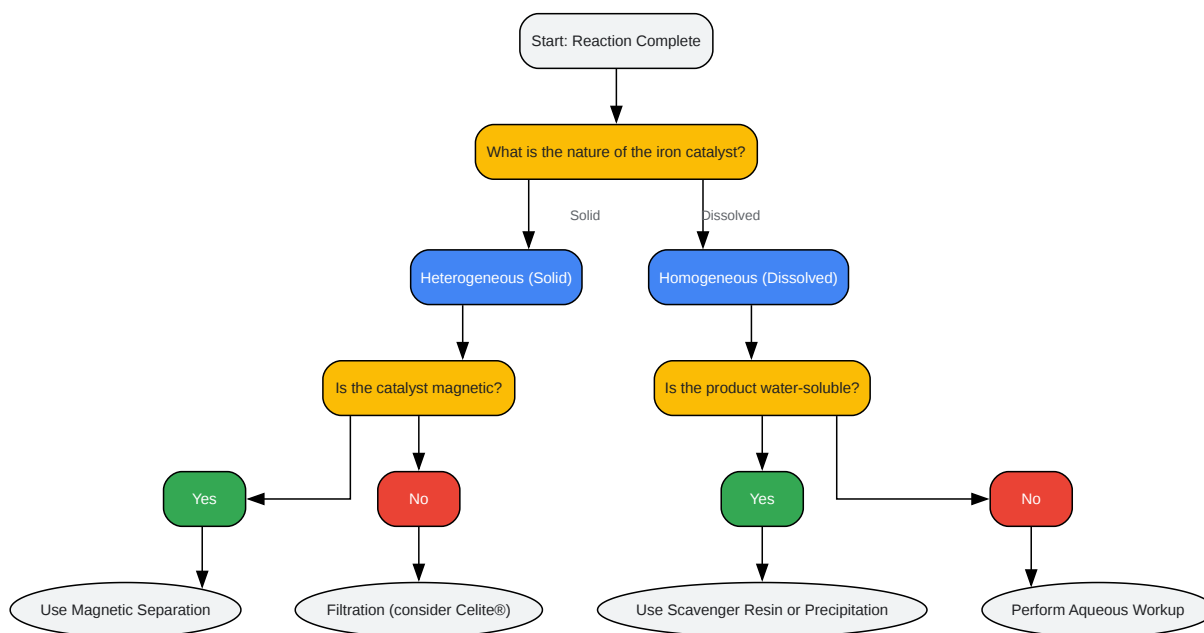 Start: Reaction Complete
What is the nature of the iron catalyst?
Solid
Dissolved
Heterogeneous (Solid)
Homogeneous (Dissolved)
Is the catalyst magnetic?
Is the product water-soluble?
Yes
No
Yes
No
Use Magnetic Separation
Filtration (consider Celite®)
Use Scavenger Resin or Precipitation
Perform Aqueous Workup